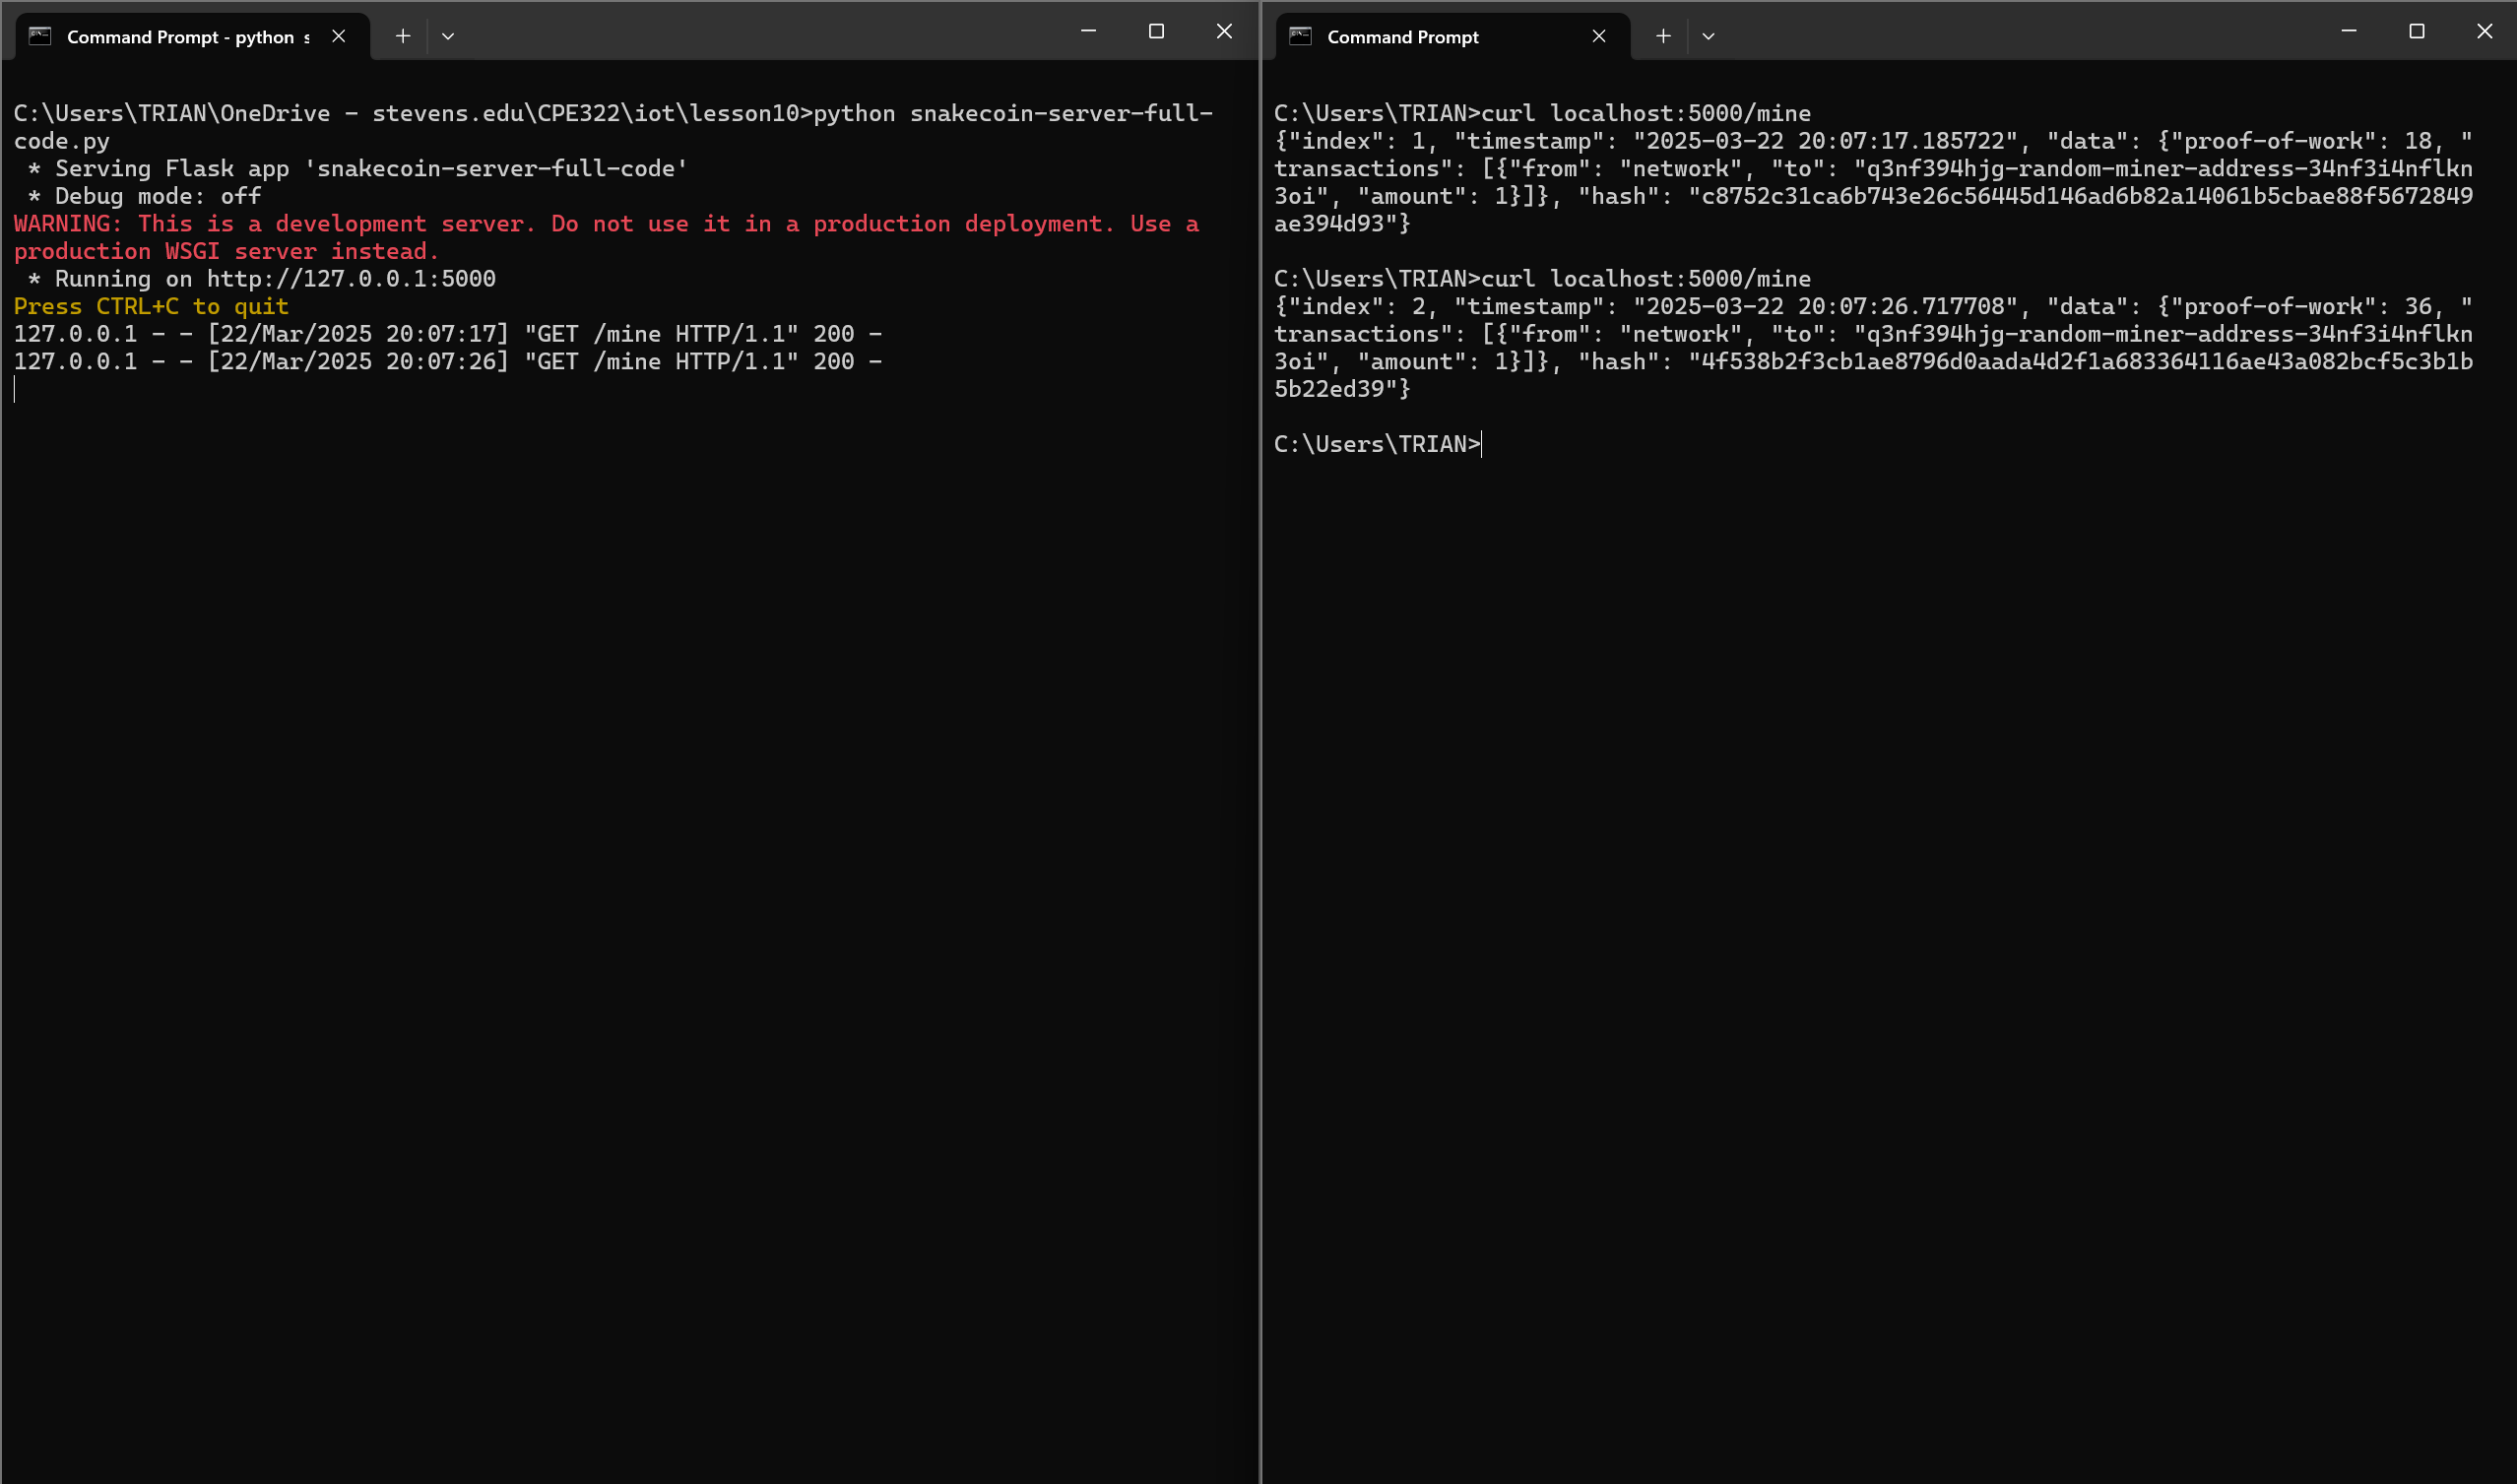 Command Prompt - python s
C:\Users\TRIAN\OneDrive - stevens.edu\CPE322\iot\lesson10>python snakecoin-server-full-
code.py
 * Serving Flask app 'snakecoin-server-full-code'
 * Debug mode: off
WARNING: This is a development server. Do not use it in a production deployment. Use a
production WSGI server instead.
 * Running on http://127.0.0.1:5000
Press CTRL+C to quit
127.0.0.1 - - [22/Mar/2025 20:07:17] "GET /mine HTTP/1.1" 200 -
127.0.0.1 - - [22/Mar/2025 20:07:26] "GET /mine HTTP/1.1" 200 -
Command Prompt
C:\Users\TRIAN>curl localhost:5000/mine
{"index": 1, "timestamp": "2025-03-22 20:07:17.185722", "data": {"proof-of-work": 18, "
transactions": [{"from": "network", "to": "q3nf394hjg-random-miner-address-34nf3i4nflkn
3oi", "amount": 1}]}, "hash": "c8752c31ca6b743e26c56445d146ad6b82a14061b5cbae88f5672849
ae394d93"}
C:\Users\TRIAN>curl localhost:5000/mine
{"index": 2, "timestamp": "2025-03-22 20:07:26.717708", "data": {"proof-of-work": 36, "
transactions": [{"from": "network", "to": "q3nf394hjg-random-miner-address-34nf3i4nflkn
3oi", "amount": 1}]}, "hash": "4f538b2f3cb1ae8796d0aada4d2f1a683364116ae43a082bcf5c3b1b
5b22ed39"}
C:\Users\TRIAN>